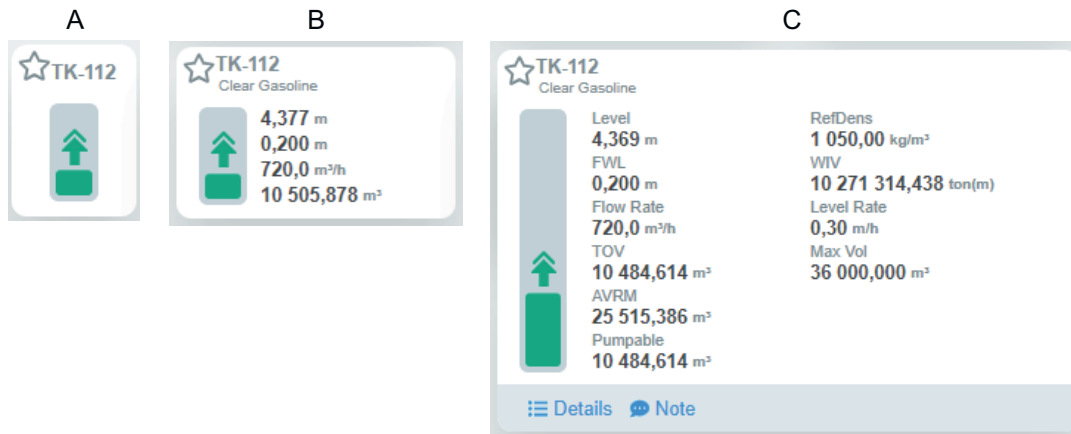 A
B
C
TK-112
TK-112
Clear Gasoline
4,377 m
0,200 m
720,0 m³/h
10 505,878 m³
TK-112
Clear Gasoline
Level
4,369 m
FWL
0,200 m
Flow Rate
720,0 m³/h
TOV
10 484,614 m³
AVRM
25 515,386 m³
Pumpable
10 484,614 m³
RefDens
1 050,00 kg/m³
WIV
10 271 314,438 ton(m)
Level Rate
0,30 m/h
Max Vol
36 000,000 m³
Details
Note